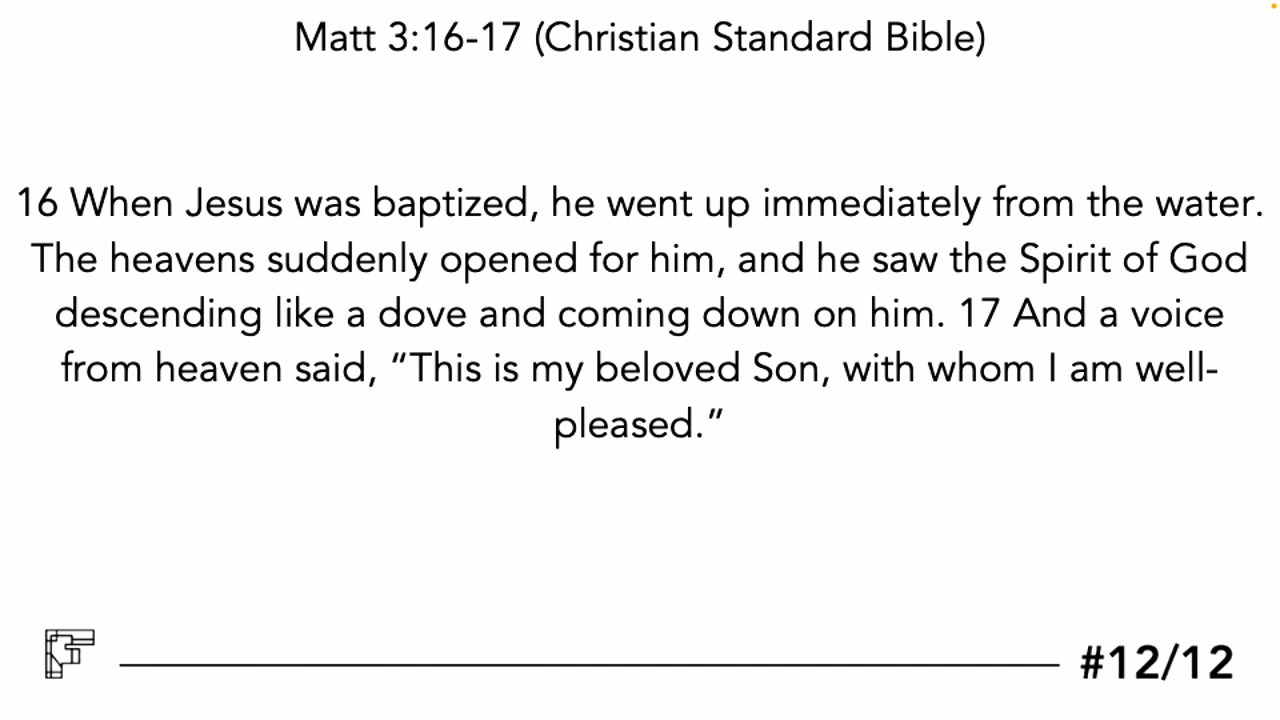 Matt 3:16-17 (Christian Standard Bible)
16 When Jesus was baptized, he went up immediately from the water.
The heavens suddenly opened for him, and he saw the Spirit of God
descending like a dove and coming down on him. 17 And a voice
from heaven said, “This is my beloved Son, with whom I am well-
pleased.”
#12/12